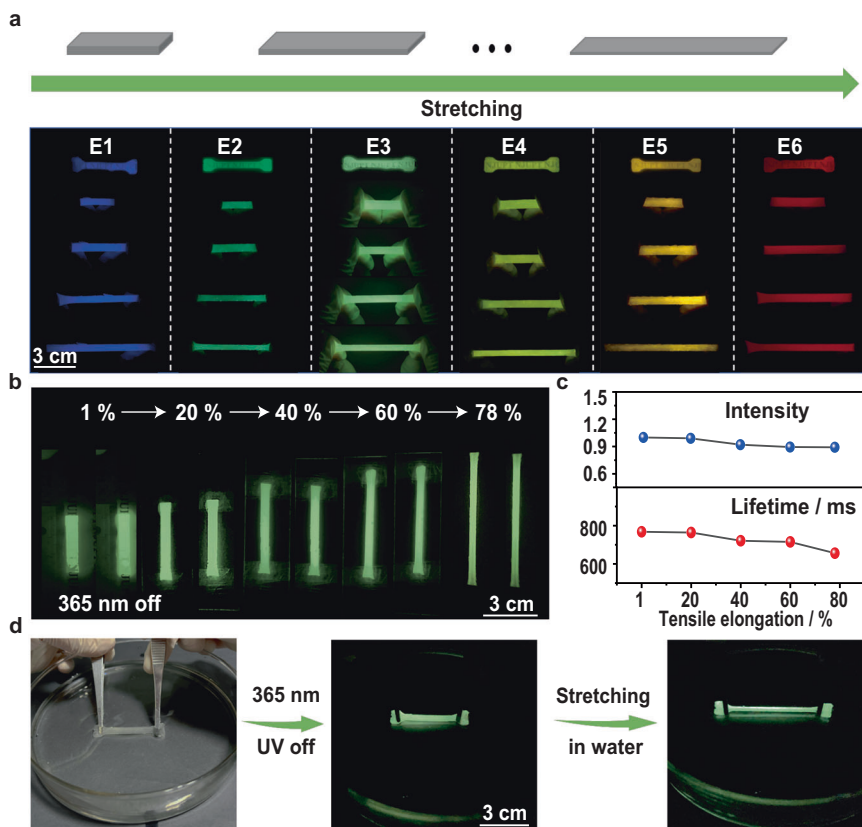 a
Stretching
E1 E2 E3 E4 E5 E6
3 cm
b
1 % 20 % 40 % 60 % 78 %
365 nm off
3 cm
c
1.5
1.2
0.9
0.6
Intensity
Lifetime / ms
800
600
1 20 40 60 80
Tensile elongation / %
d
365 nm
UV off
3 cm
Stretching
in water